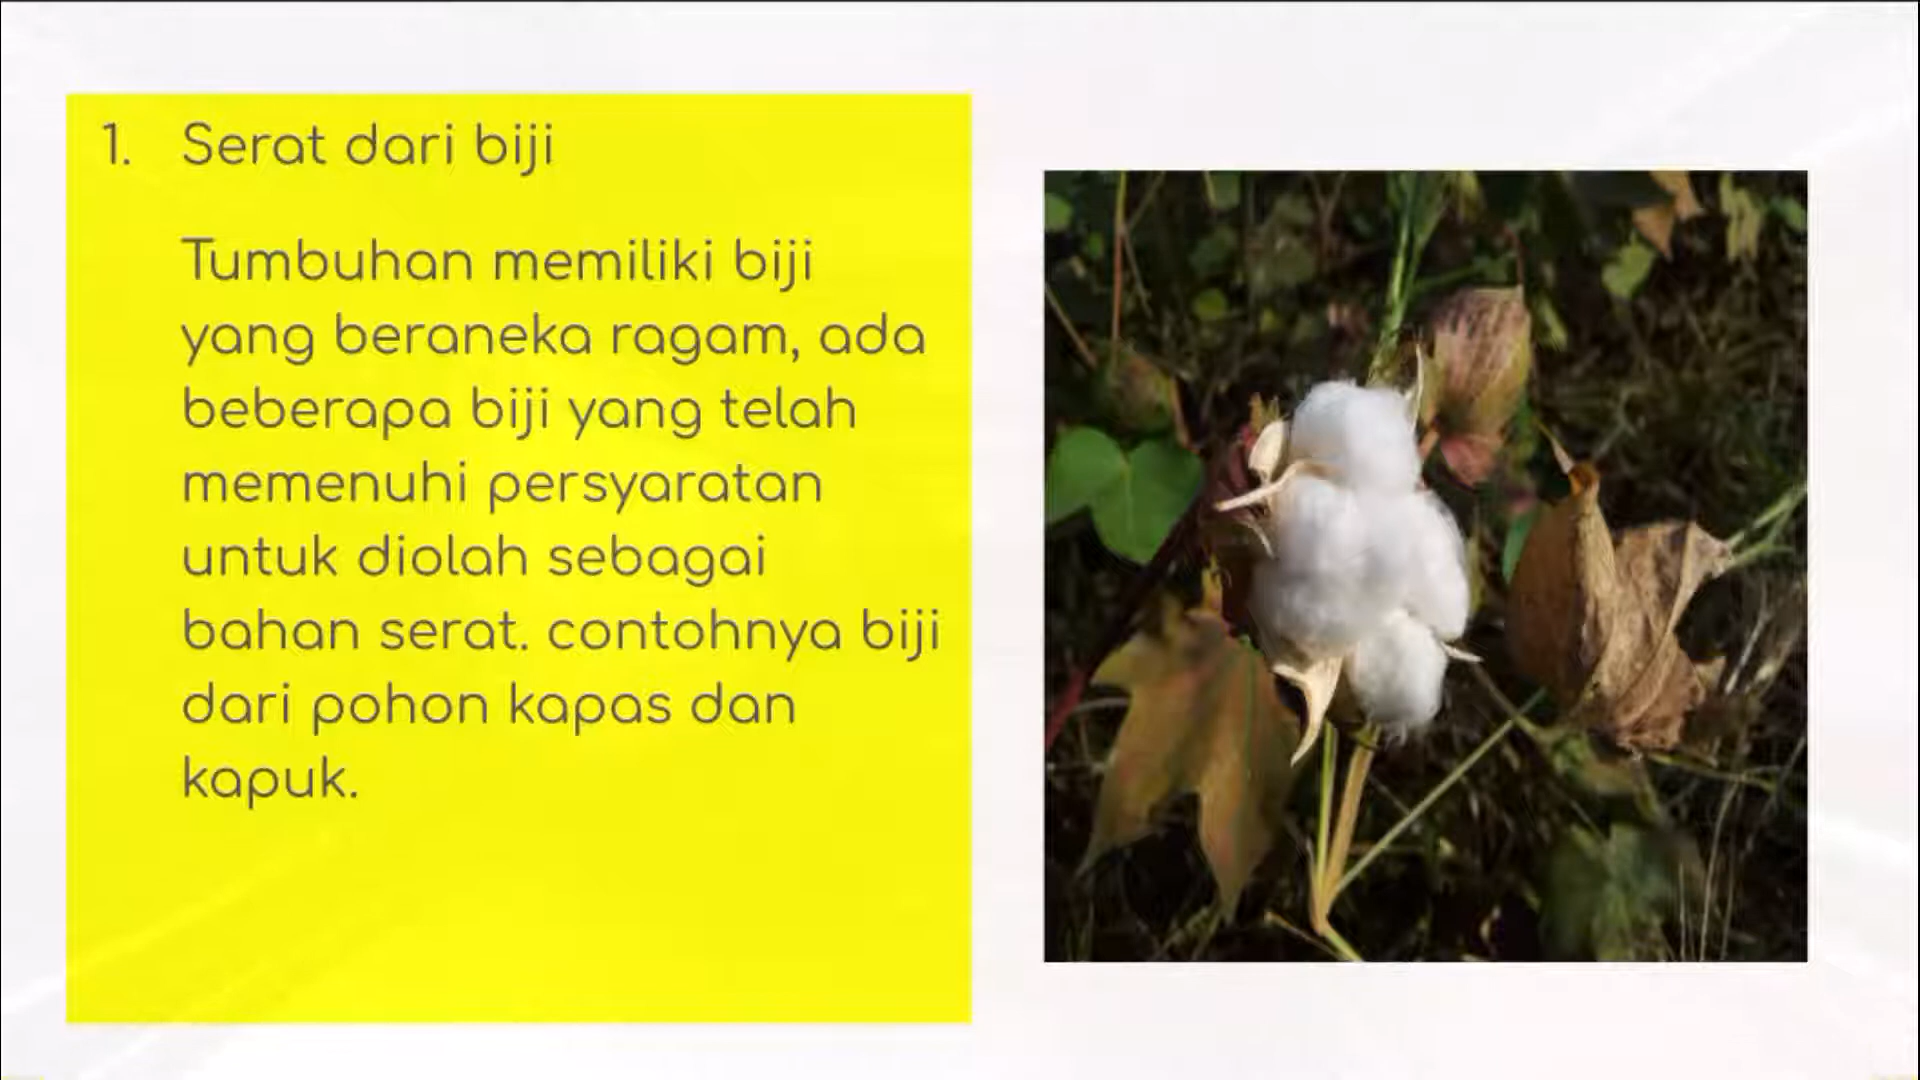 1. Serat dari biji
Tumbuhan memiliki biji
yang beraneka ragam, ada
beberapa biji yang telah
memenuhi persyaratan
untuk diolah sebagai
bahan serat. contohnya biji
dari pohon kapas dan
kapuk.